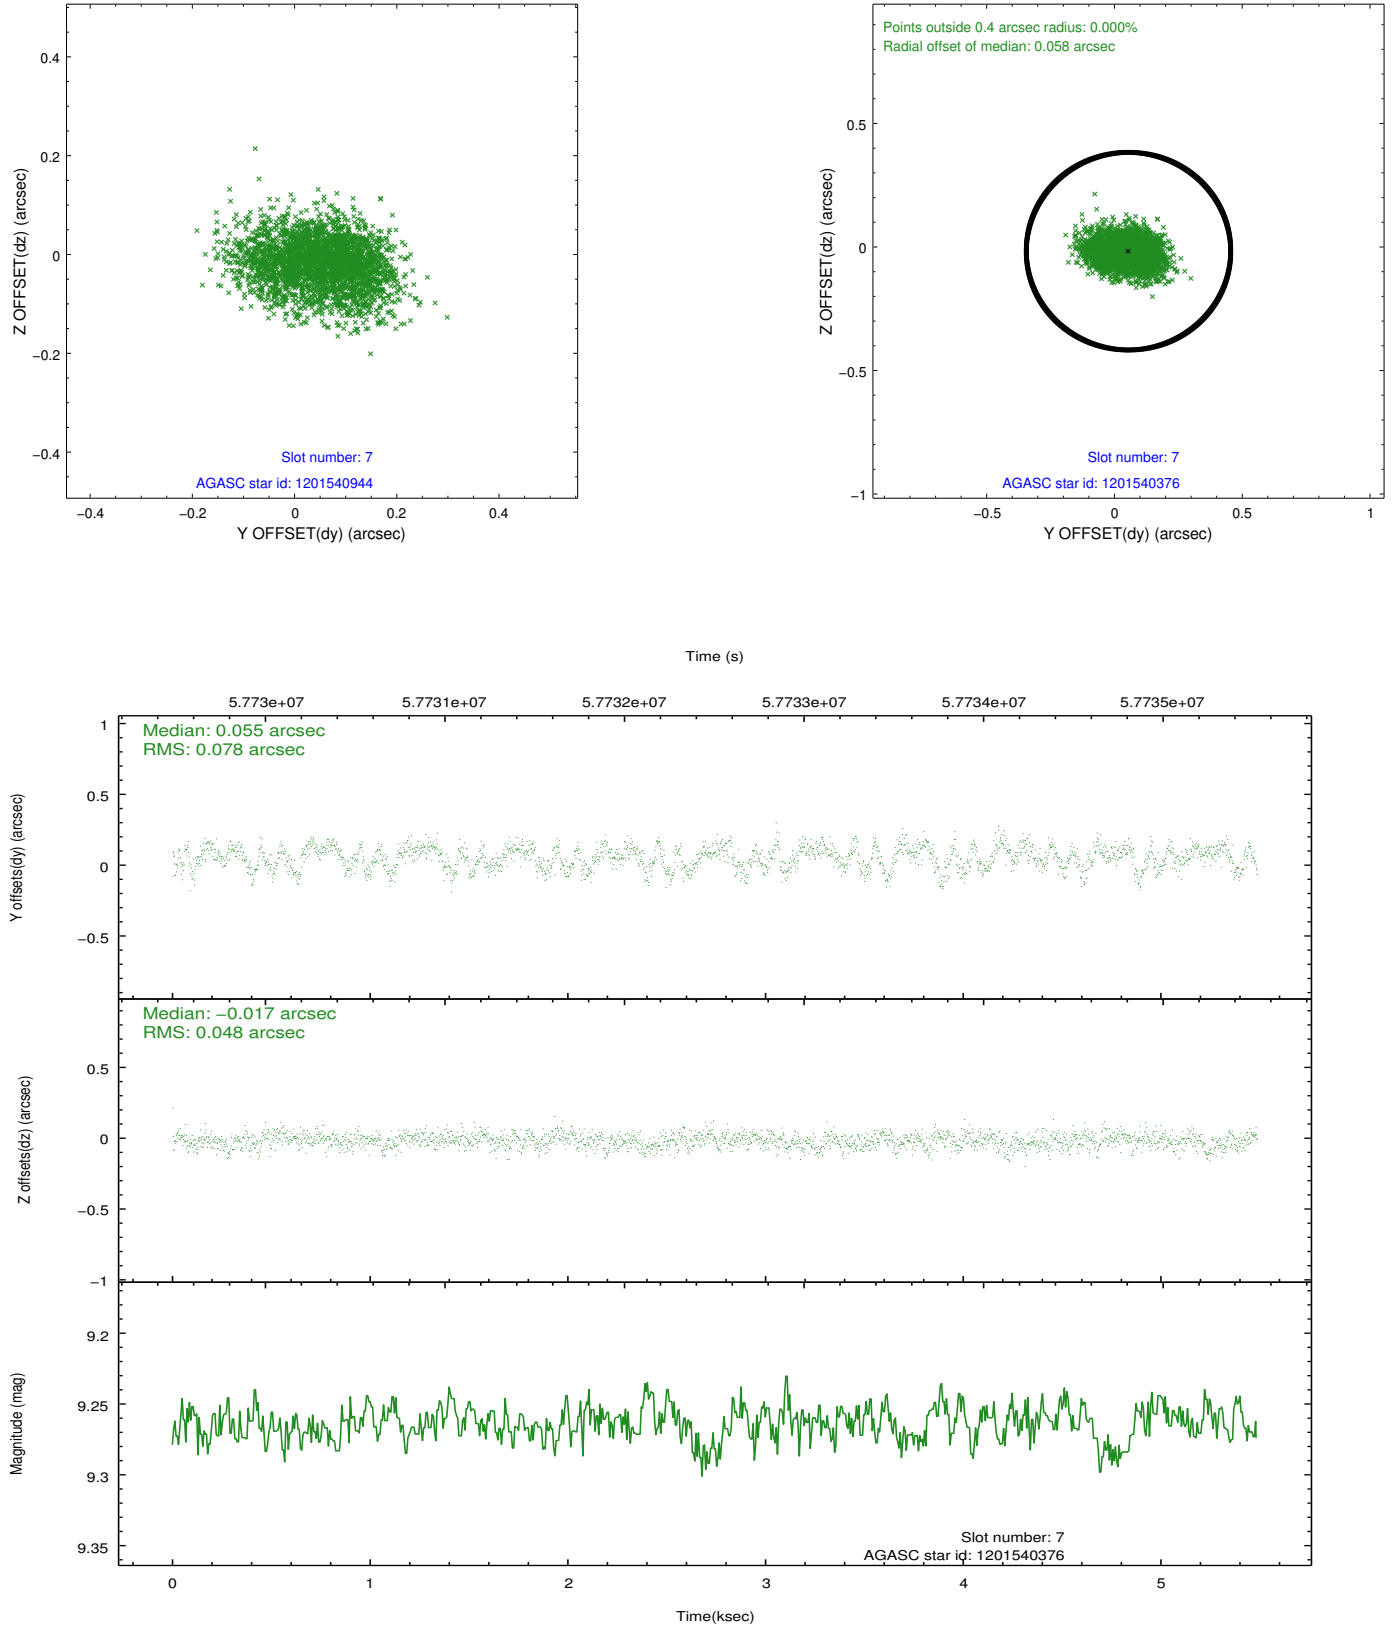 0.4
0.2
0
−0.2
−0.4
Z OFFSET(dz) (arcsec)
Slot number: 7
AGASC star id: 1201540944
−0.4
−0.2
0
0.2
0.4
Y OFFSET(dy) (arcsec)
Points outside 0.4 arcsec radius: 0.000%
Radial offset of median: 0.058 arcsec
0.5
0
−0.5
−1
Z OFFSET(dz) (arcsec)
Slot number: 7
AGASC star id: 1201540376
−0.5
0
0.5
1
Y OFFSET(dy) (arcsec)
Time (s)
5.773e+07
5.7731e+07
5.7732e+07
5.7733e+07
5.7734e+07
5.7735e+07
Median: 0.055 arcsec
RMS: 0.078 arcsec
1
0.5
0
−0.5
Y offsets(dy) (arcsec)
Median: −0.017 arcsec
RMS: 0.048 arcsec
0.5
0
−0.5
−1
Z offsets(dz) (arcsec)
9.2
9.25
9.3
9.35
Magnitude (mag)
Slot number: 7
AGASC star id: 1201540376
0
1
2
3
4
5
Time(ksec)